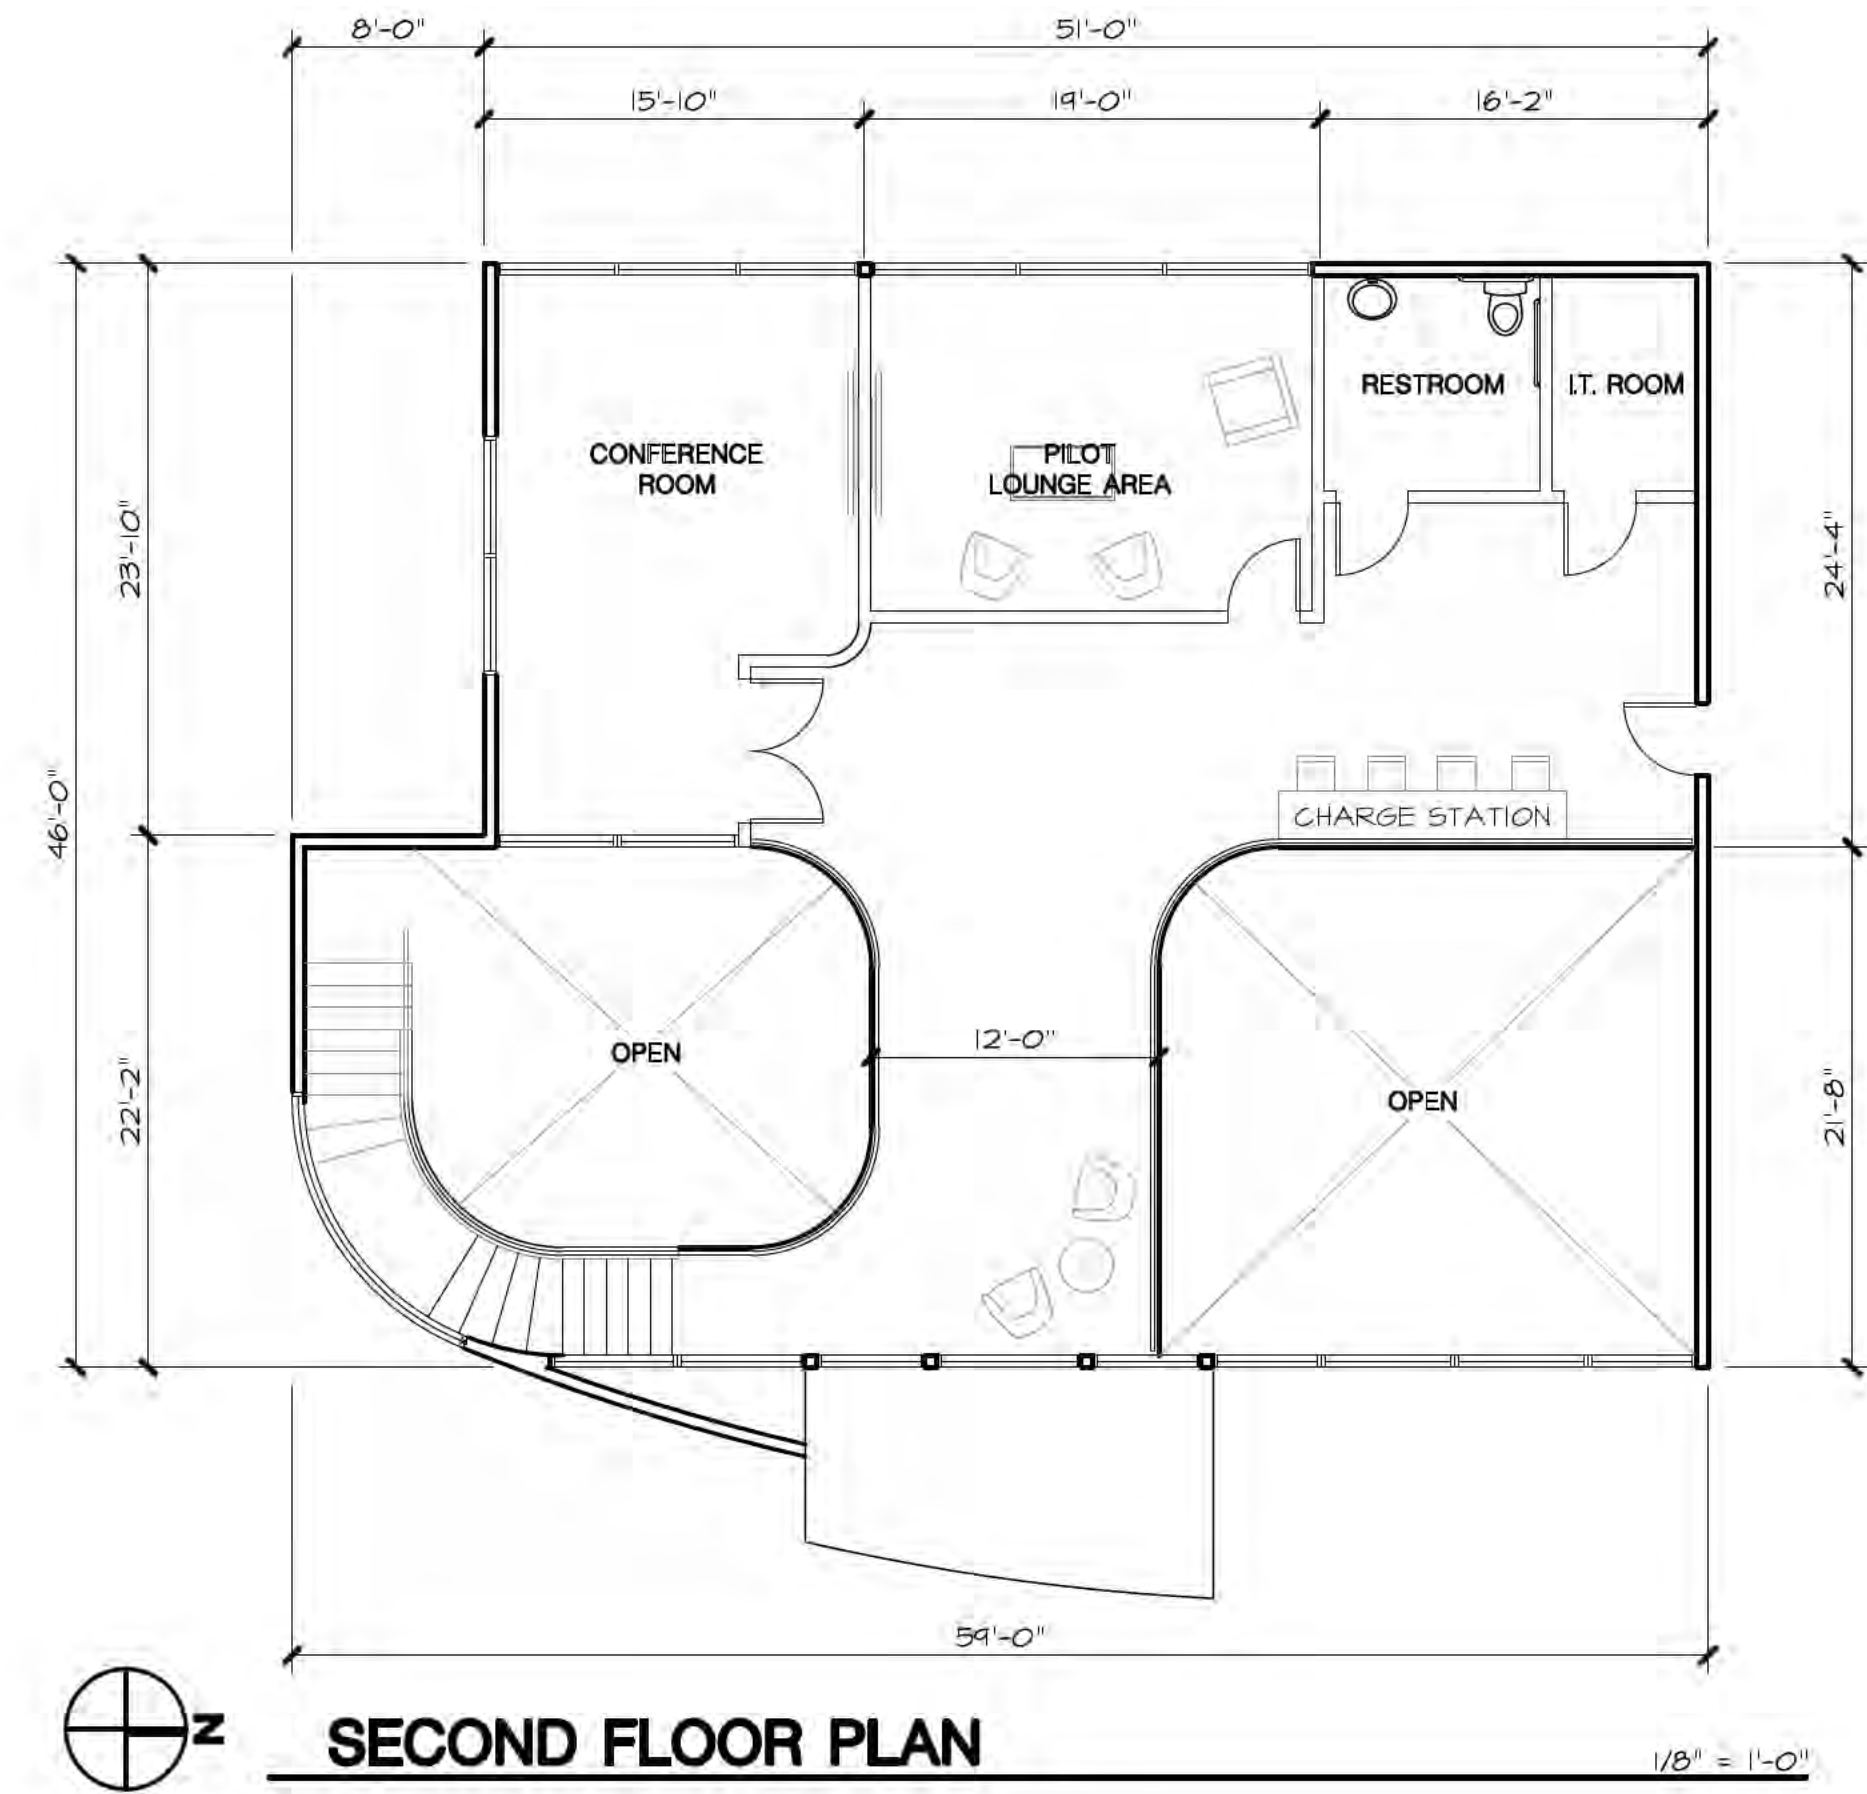 8'-0"
51'-0"
15'-10"
19'-0"
16'-2"
RESTROOM
I.T. ROOM
CONFERENCE
ROOM
PILOT
LOUNGE AREA
23'-10"
24'-4"
46'-0"
CHARGE STATION
12'-0"
OPEN
OPEN
22'-2"
21'-8"
59'-0"
N
SECOND FLOOR PLAN
1/8" = 1'-0"